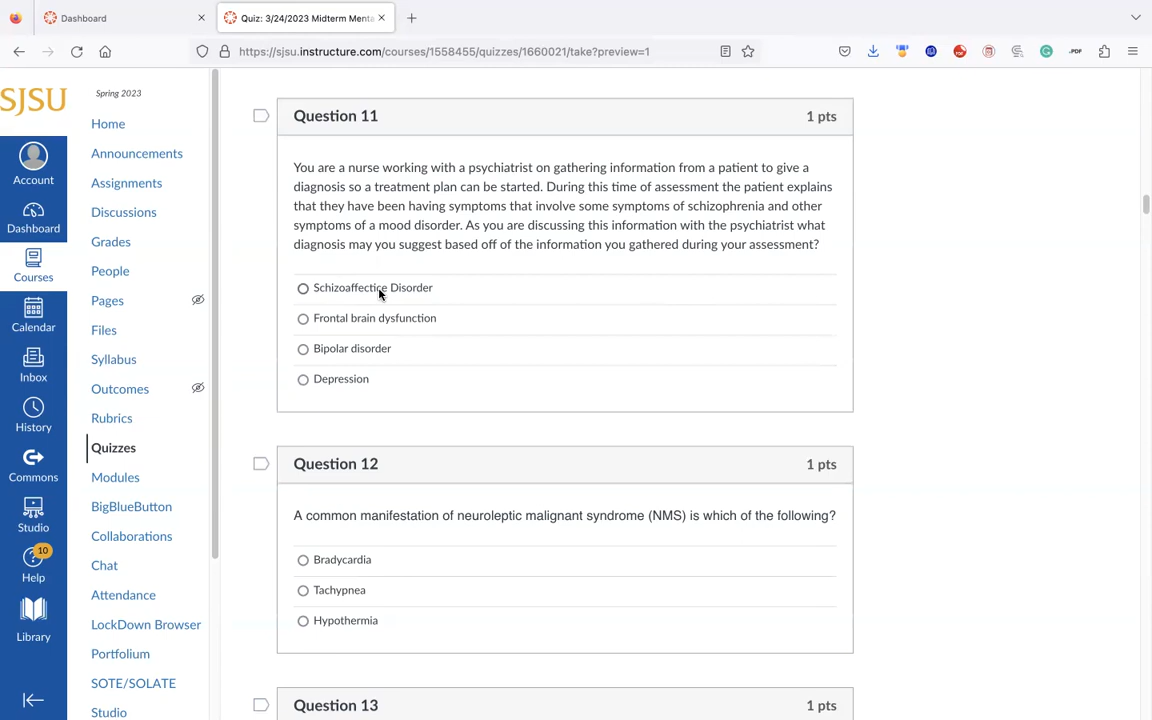 Dashboard
Quiz: 3/24/2023 Midterm Menta
https://sjsu.instructure.com/courses/1558455/quizzes/1660021/take?preview=1
.PDF
SJSU
Account
Dashboard
Courses
Calendar
Inbox
History
Commons
Studio
10
Help
Library
Spring 2023
Home
Announcements
Assignments
Discussions
Grades
People
Pages
Files
Syllabus
Outcomes
Rubrics
Quizzes
Modules
BigBlueButton
Collaborations
Chat
Attendance
LockDown Browser
Portfolium
SOTE/SOLATE
Studio
Question 11 1 pts
You are a nurse working with a psychiatrist on gathering information from a patient to give a
diagnosis so a treatment plan can be started. During this time of assessment the patient explains
that they have been having symptoms that involve some symptoms of schizophrenia and other
symptoms of a mood disorder. As you are discussing this information with the psychiatrist what
diagnosis may you suggest based off of the information you gathered during your assessment?
Schizoaffective Disorder
Frontal brain dysfunction
Bipolar disorder
Depression
Question 12 1 pts
A common manifestation of neuroleptic malignant syndrome (NMS) is which of the following?
Bradycardia
Tachypnea
Hypothermia
Question 13 1 pts